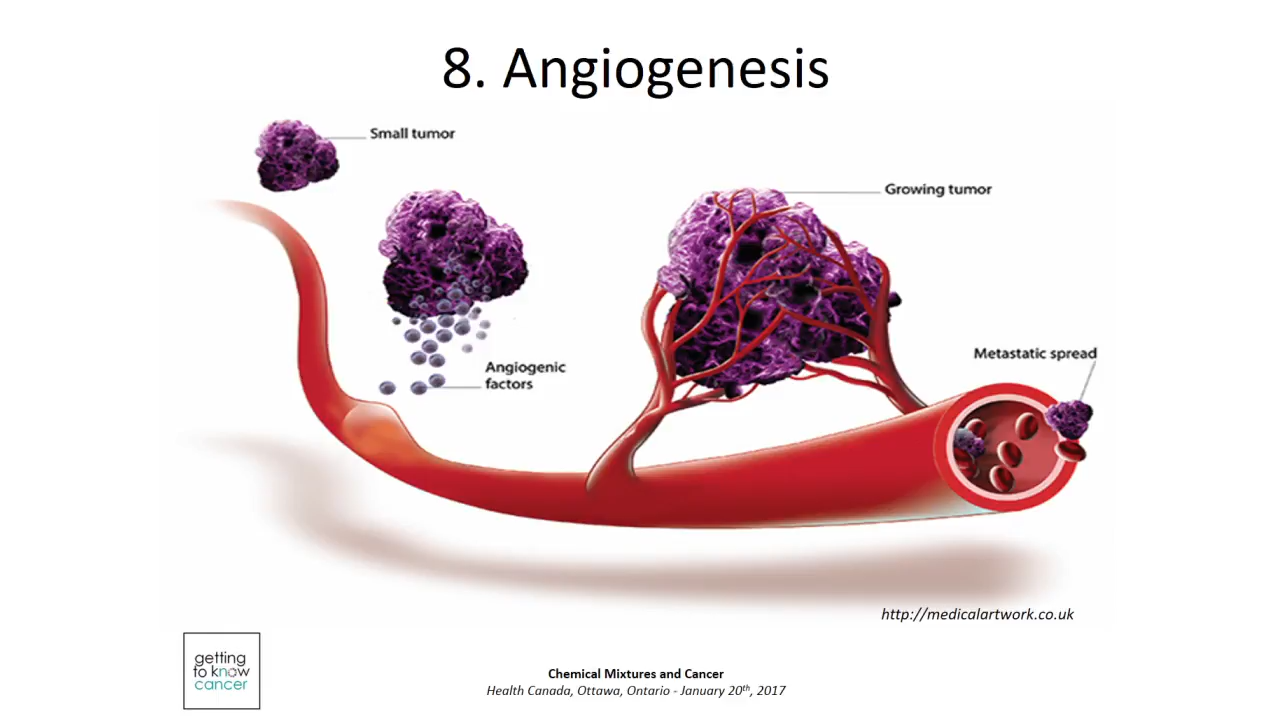 8. Angiogenesis
Small tumor
Growing tumor
Metastatic spread
Angiogenic
factors
http://medicalartwork.co.uk
getting
to know
cancer
Chemical Mixtures and Cancer
Health Canada, Ottawa, Ontario - January 20th, 2017